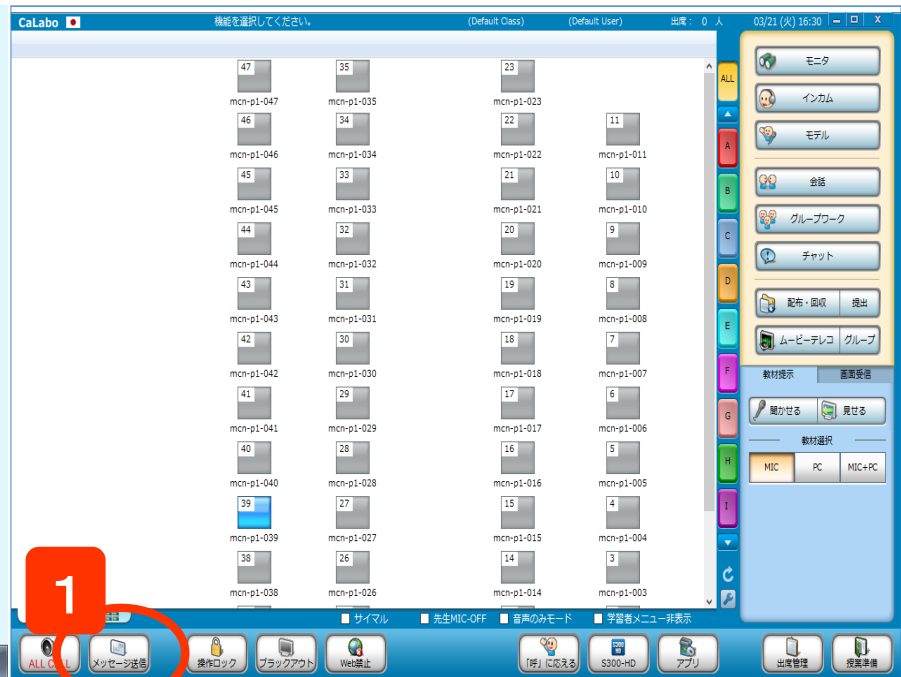 CaLabo 機能を選択してください。 (Default Class) (Default User) 出席： 0 人 03/21 (火) 16:30 X
47 35 23
mcn-p1-047 mcn-p1-035 mcn-p1-023
46 34 22 11
mcn-p1-046 mcn-p1-034 mcn-p1-022 mcn-p1-011
45 33 21 10
mcn-p1-045 mcn-p1-033 mcn-p1-021 mcn-p1-010
44 32 20 9
mcn-p1-044 mcn-p1-032 mcn-p1-020 mcn-p1-009
43 31 19 8
mcn-p1-043 mcn-p1-031 mcn-p1-019 mcn-p1-008
42 30 18 7
mcn-p1-042 mcn-p1-030 mcn-p1-018 mcn-p1-007
41 29 17 6
mcn-p1-041 mcn-p1-029 mcn-p1-017 mcn-p1-006
40 28 16 5
mcn-p1-040 mcn-p1-028 mcn-p1-016 mcn-p1-005
39 27 15 4
mcn-p1-039 mcn-p1-027 mcn-p1-015 mcn-p1-004
38 26 14 3
mcn-p1-038 mcn-p1-026 mcn-p1-014 mcn-p1-003
ALL
A
B
C
D
E
F
G
H
I
モニタ
インカム
モデル
会話
グループワーク
チャット
配布・回収 提出
ムービーテレコ グループ
教材提示 画面受信
聞かせる 見せる
教材選択
MIC PC MIC+PC
1
サイマル 先生MIC-OFF 音声のみモード 学習者メニュー非表示
ALL C メッセージ送信 操作ロック ブラックアウト Web禁止 「呼」に応える S300-HD アプリ 出席管理 授業準備